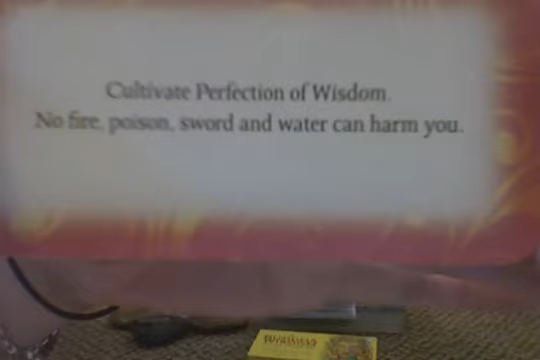 Cultivate Perfection of Wisdom.
No fire, poison, sword and water can harm you.